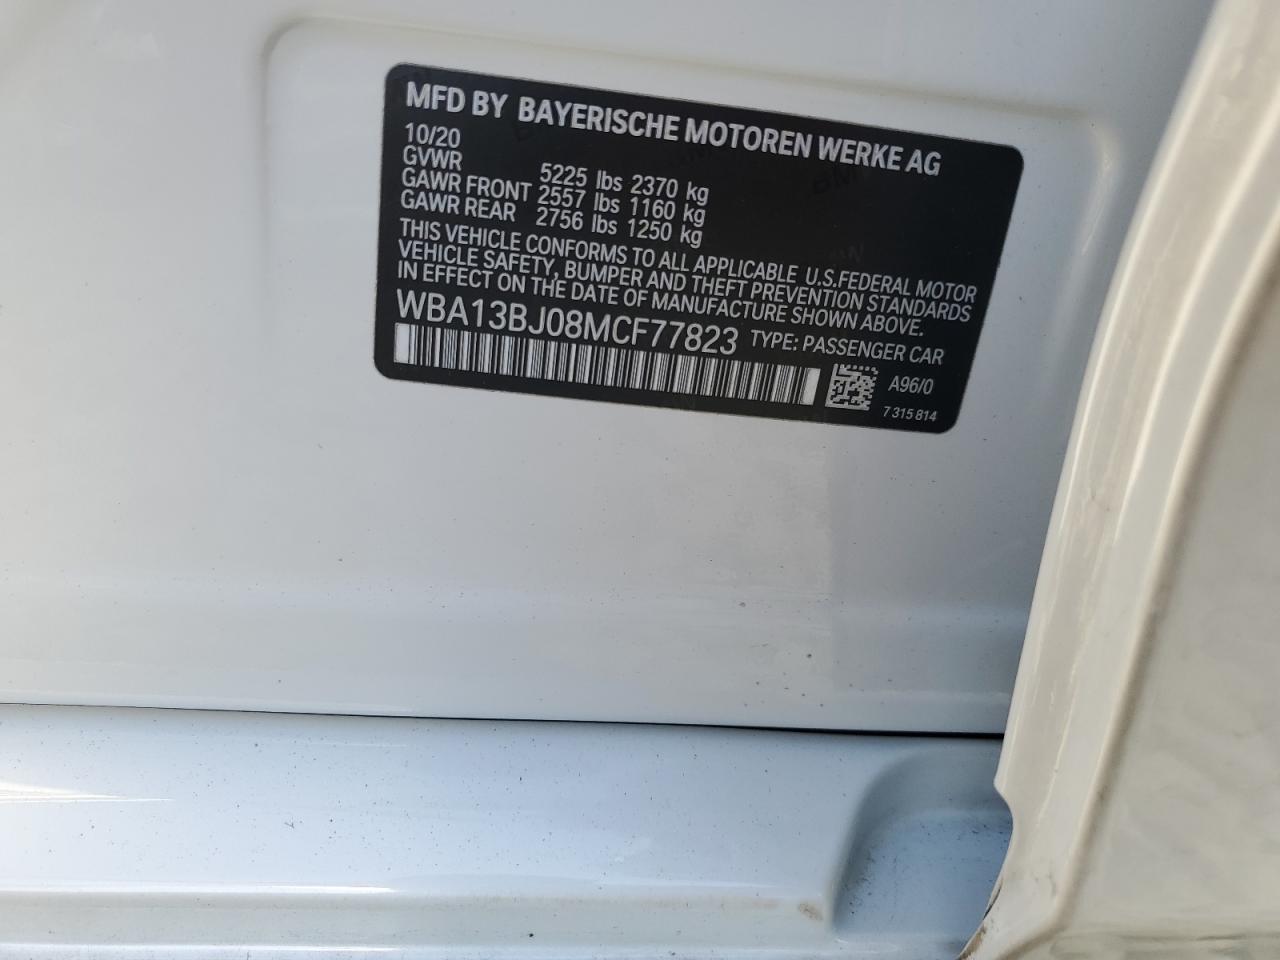 MFD BY BAYERISCHE MOTOREN WERKE AG
10/20
GVWR 5225 lbs 2370 kg
GAWR FRONT 2557 lbs 1160 kg
GAWR REAR 2756 lbs 1250 kg
THIS VEHICLE CONFORMS TO ALL APPLICABLE U.S.FEDERAL MOTOR
VEHICLE SAFETY, BUMPER AND THEFT PREVENTION STANDARDS
IN EFFECT ON THE DATE OF MANUFACTURE SHOWN ABOVE.
WBA13BJ08MCF77823 TYPE: PASSENGER CAR
A96/0
7 315 814